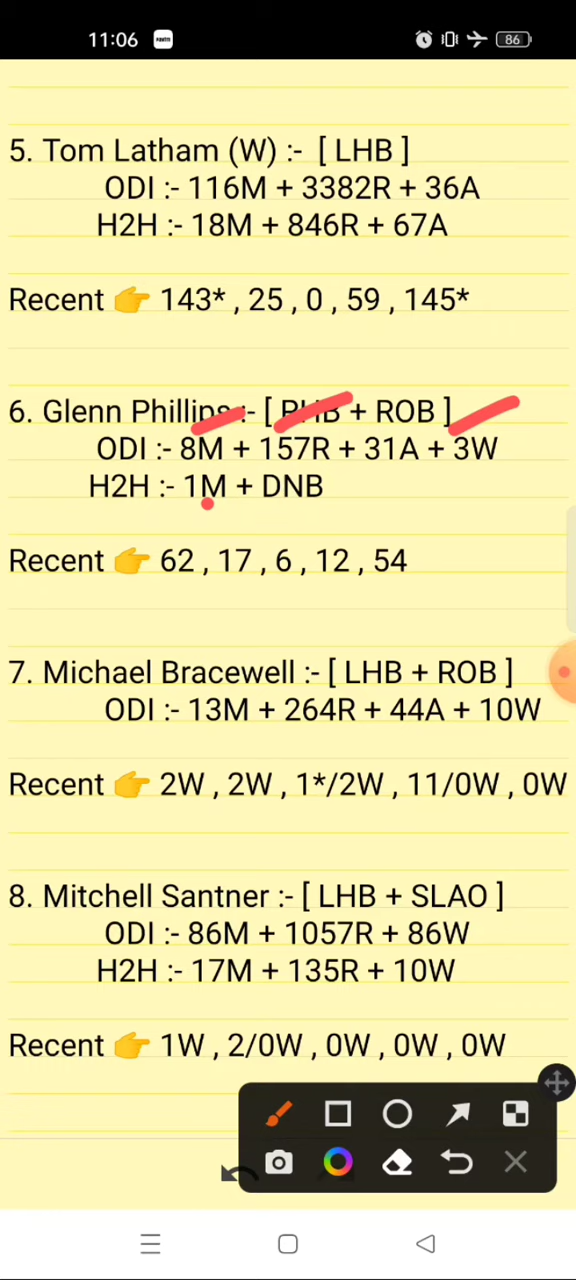 11:06
86
5. Tom Latham (W) :- [ LHB ]
ODI :- 116M + 3382R + 36A
H2H :- 18M + 846R + 67A
Recent 👉 143* , 25 , 0 , 59 , 145*
6. Glenn Phillips :- [ RHB + ROB ]
ODI :- 8M + 157R + 31A + 3W
H2H :- 1M + DNB
Recent 👉 62 , 17 , 6 , 12 , 54
7. Michael Bracewell :- [ LHB + ROB ]
ODI :- 13M + 264R + 44A + 10W
Recent 👉 2W , 2W , 1*/2W , 11/0W , 0W
8. Mitchell Santner :- [ LHB + SLAO ]
ODI :- 86M + 1057R + 86W
H2H :- 17M + 135R + 10W
Recent 👉 1W , 2/0W , 0W , 0W , 0W